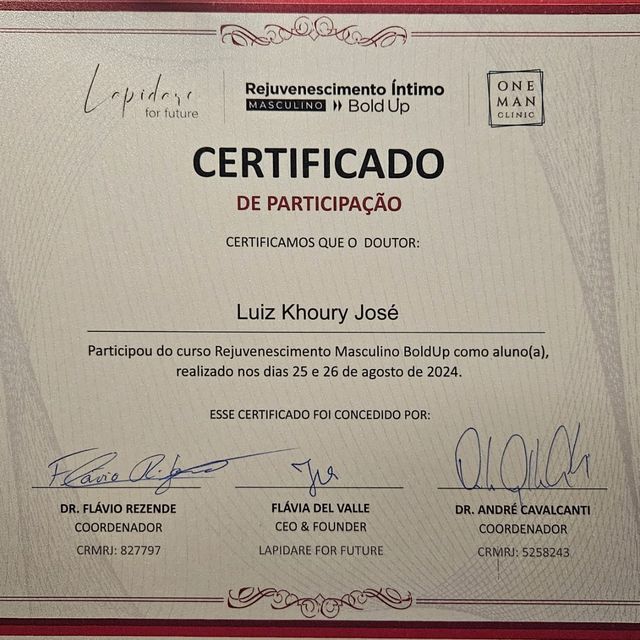 Lapidare
for future
Rejuvenescimento Íntimo
MASCULINO Bold Up
ONE
MAN
CLINIC
CERTIFICADO
DE PARTICIPAÇÃO
CERTIFICAMOS QUE O DOUTOR:
Luiz Khoury José
Participou do curso Rejuvenescimento Masculino BoldUp como aluno(a),
realizado nos dias 25 e 26 de agosto de 2024.
ESSE CERTIFICADO FOI CONCEDIDO POR:
DR. FLÁVIO REZENDE
COORDENADOR
CRMRJ: 827797
FLÁVIA DEL VALLE
CEO & FOUNDER
LAPIDARE FOR FUTURE
DR. ANDRÉ CAVALCANTI
COORDENADOR
CRMRJ: 5258243